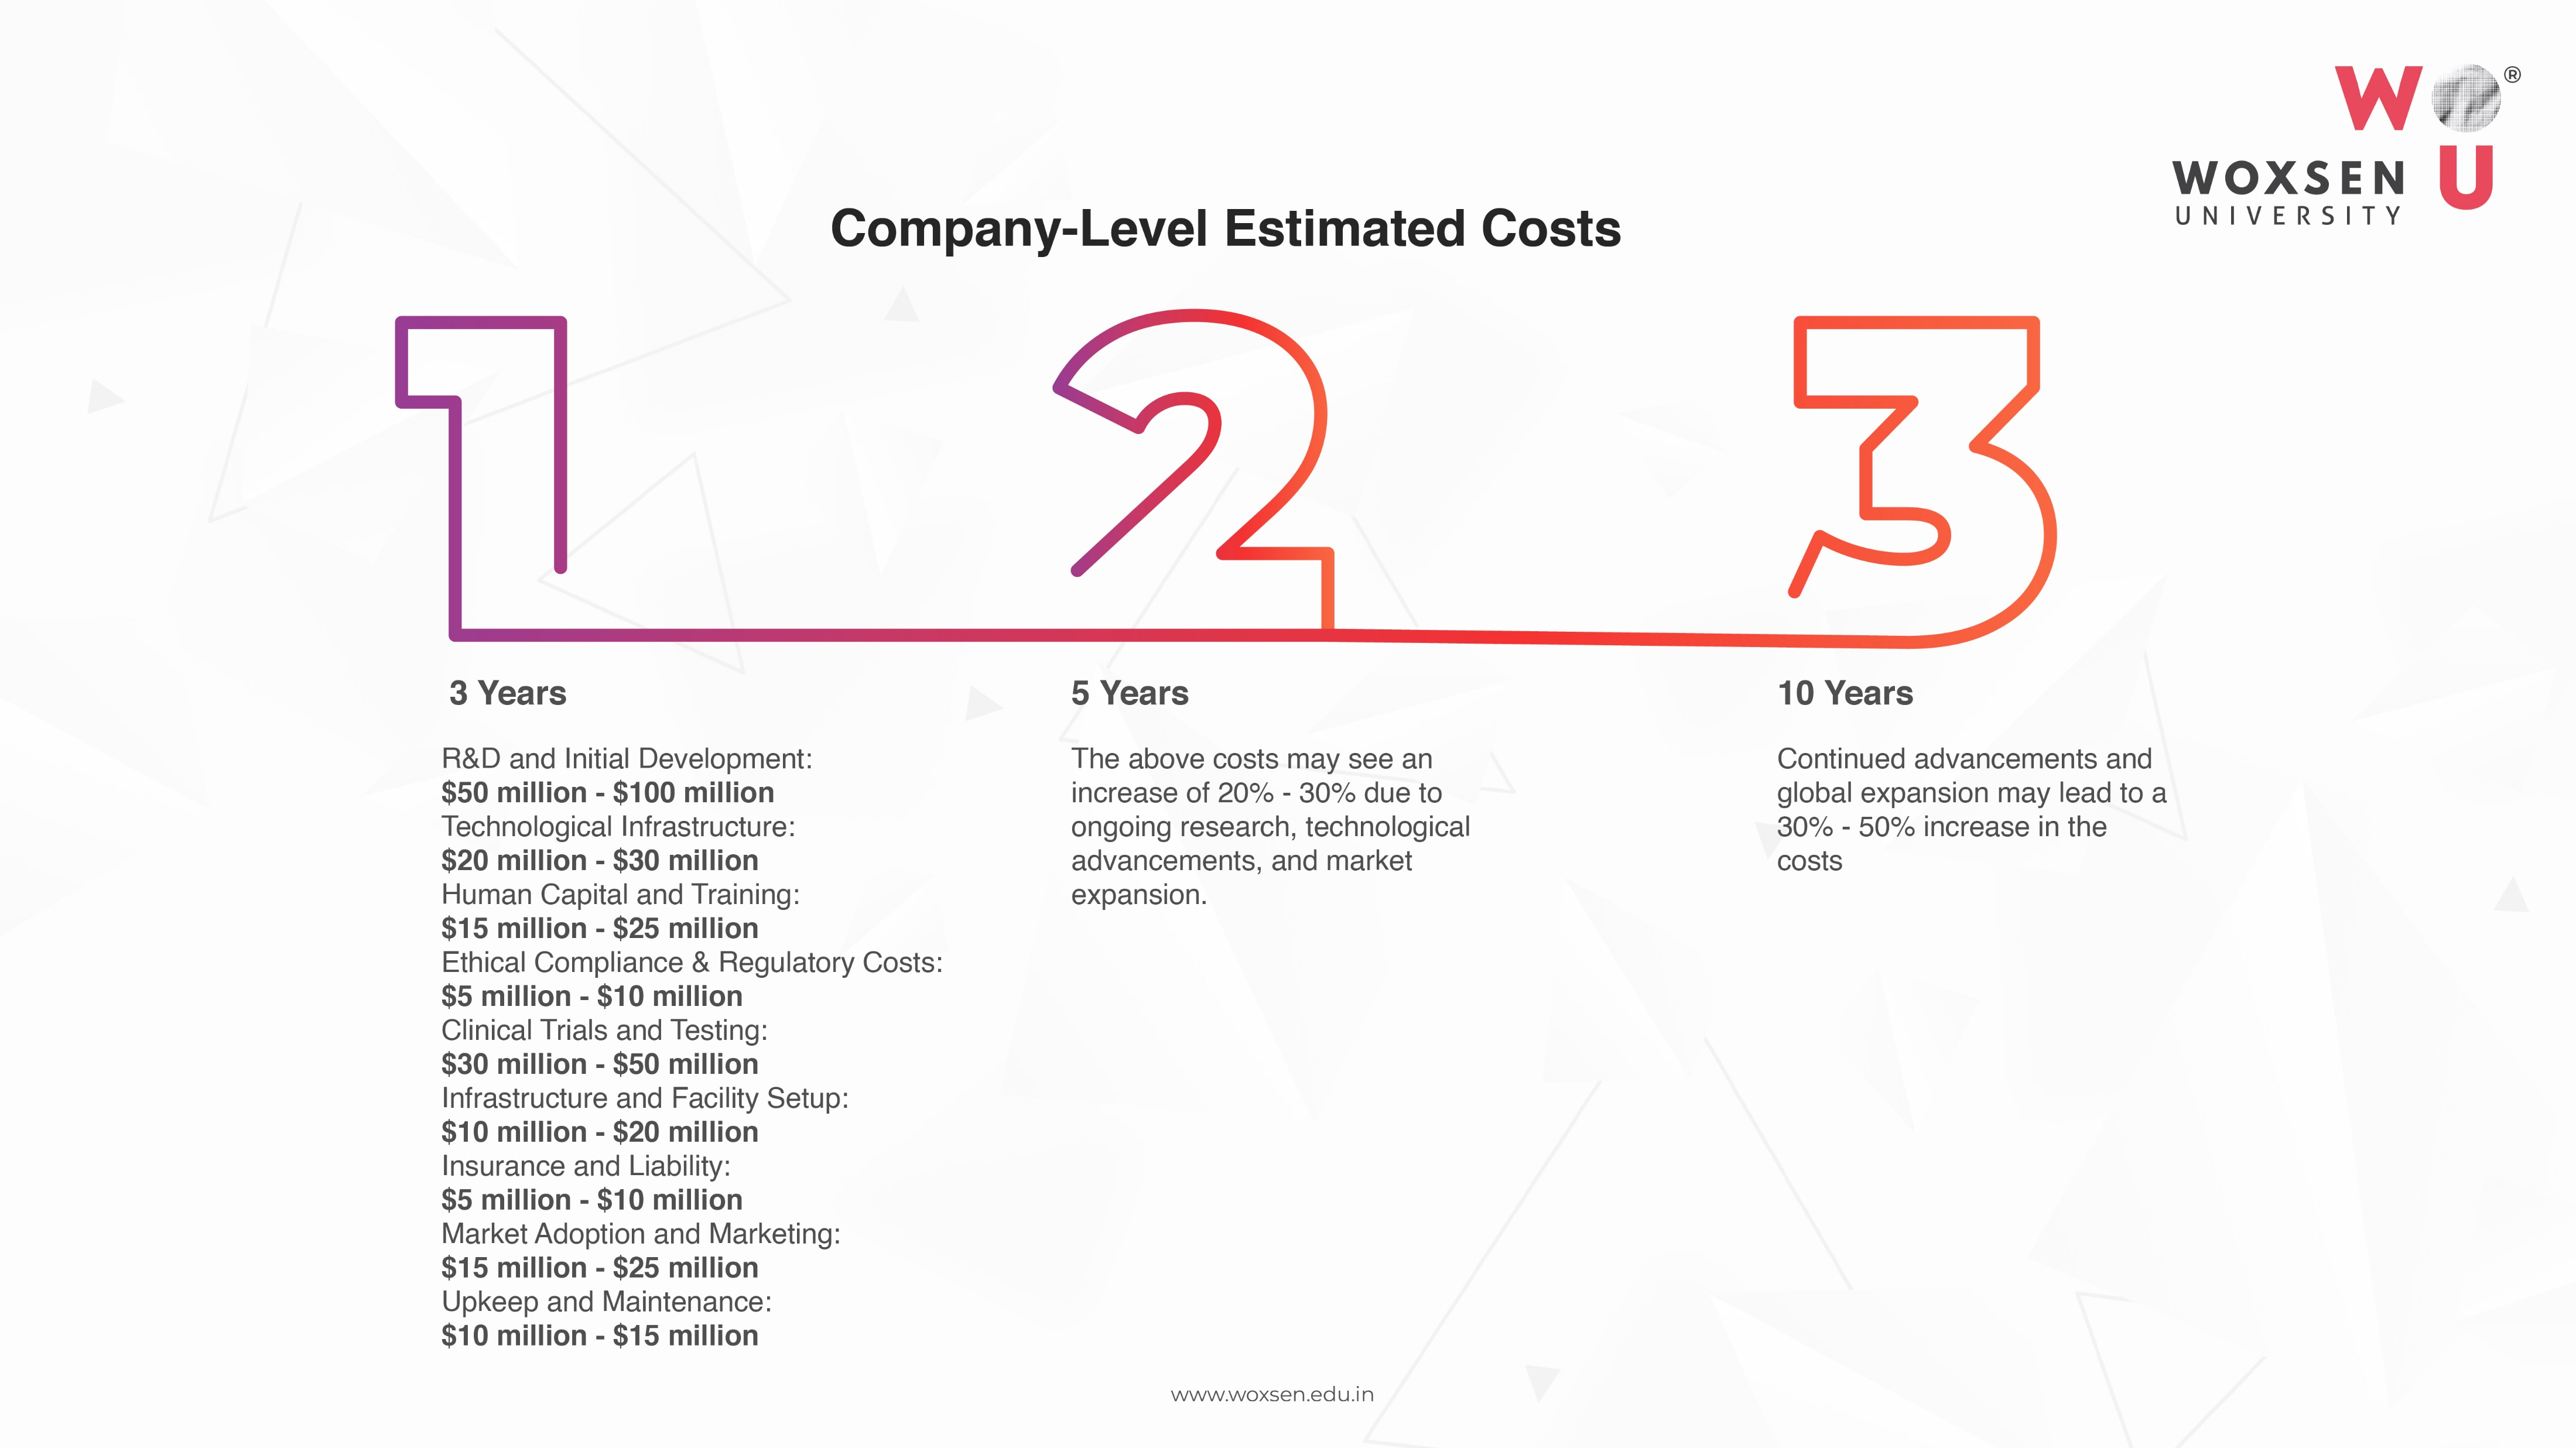 W ®
WOXSEN U
UNIVERSITY
Company-Level Estimated Costs
1 2 3
3 Years
R&D and Initial Development:
$50 million - $100 million
Technological Infrastructure:
$20 million - $30 million
Human Capital and Training:
$15 million - $25 million
Ethical Compliance & Regulatory Costs:
$5 million - $10 million
Clinical Trials and Testing:
$30 million - $50 million
Infrastructure and Facility Setup:
$10 million - $20 million
Insurance and Liability:
$5 million - $10 million
Market Adoption and Marketing:
$15 million - $25 million
Upkeep and Maintenance:
$10 million - $15 million
5 Years
The above costs may see an
increase of 20% - 30% due to
ongoing research, technological
advancements, and market
expansion.
10 Years
Continued advancements and
global expansion may lead to a
30% - 50% increase in the
costs
www.woxsen.edu.in